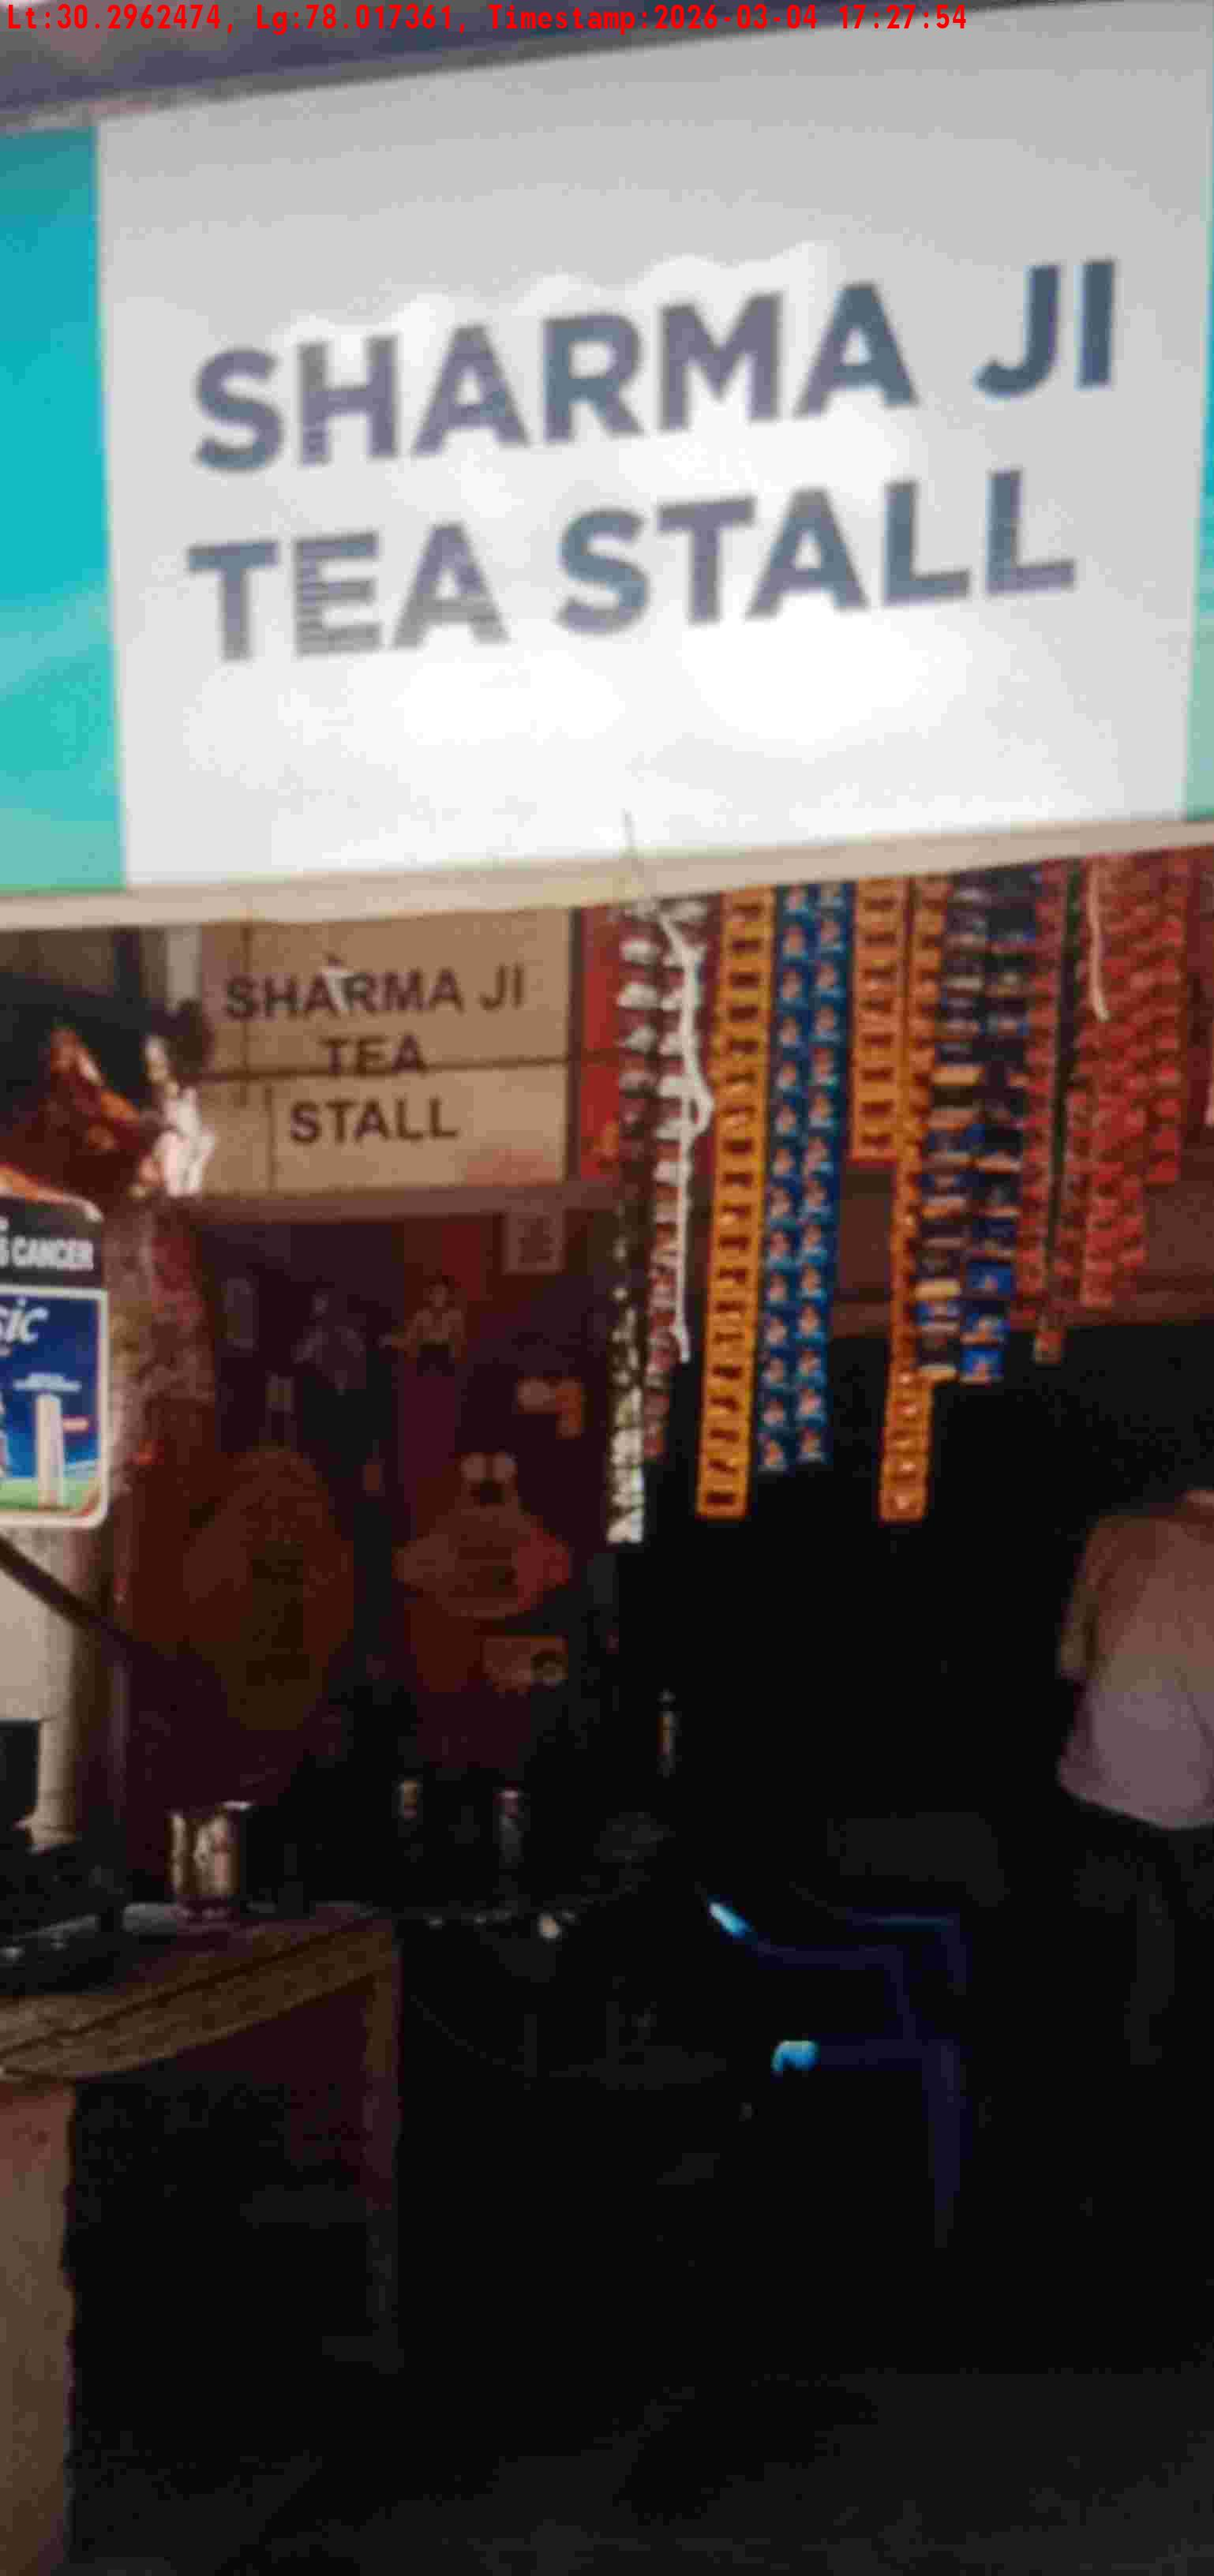 Lt:30.2962474, Lg:78.017361, Timestamp:2026-03-04 17:27:54
SHARMA JI
TEA STALL
SHARMA JI
TEA
STALL
CANCER
sic